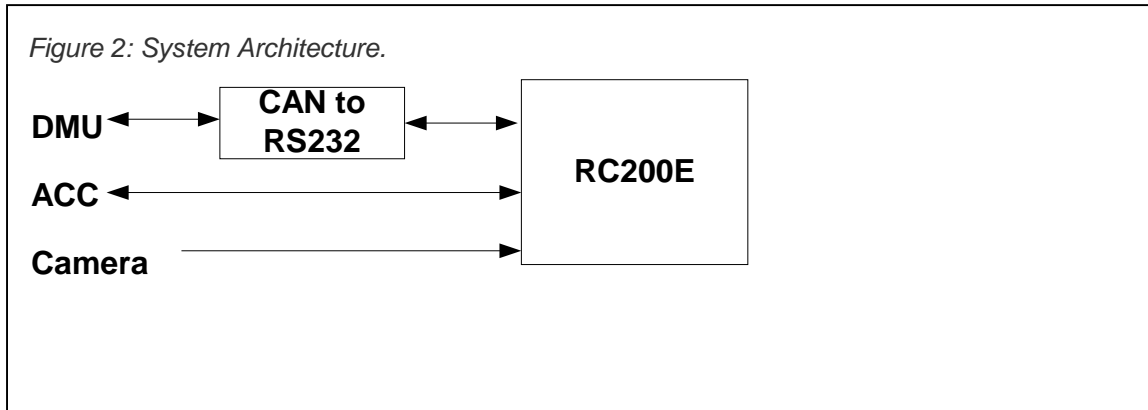 Figure 2: System Architecture.
DMU
CAN to
RS232
RC200E
ACC
Camera